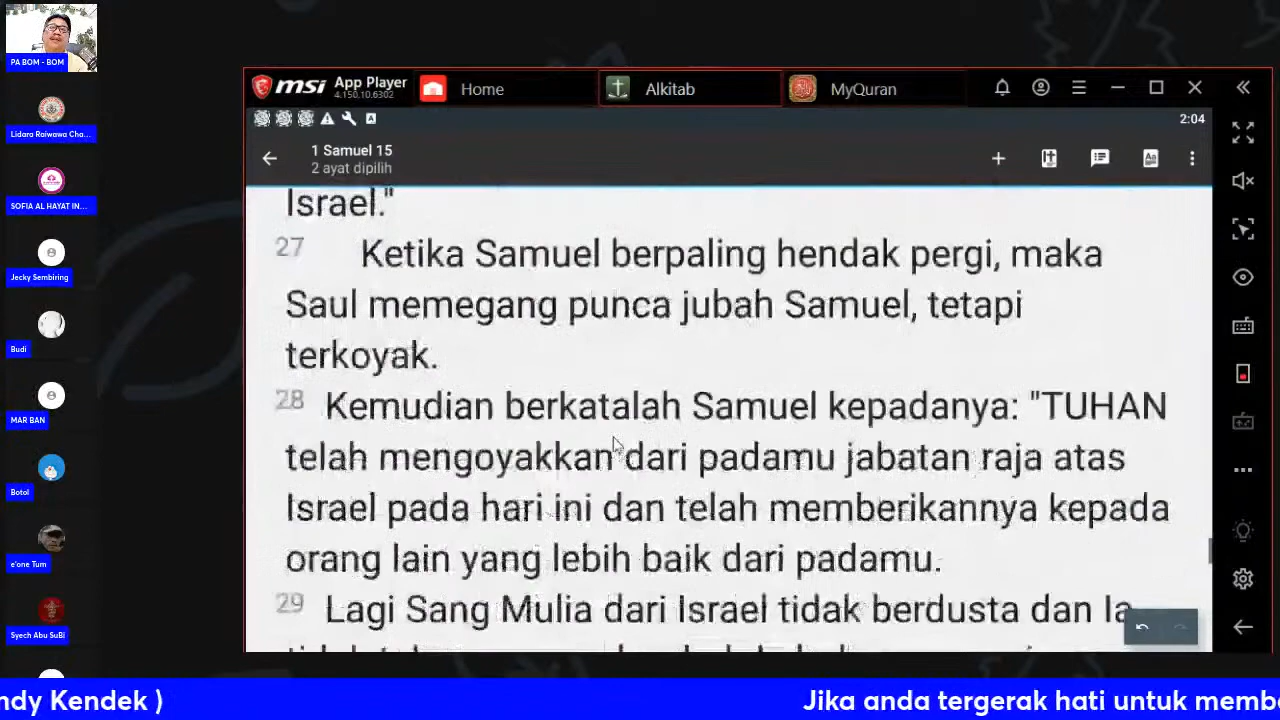 PA BOM - BOM
Lidara Raiwawa Cha...
SOFIA AL HAYAT IN...
Jecky Sembiring
Budi
MAR BAN
Botol
e'one Tum
Syech Abu SuBi
msi App Player
4.150.10.6302
Home
Alkitab
MyQuran
2:04
1 Samuel 15
2 ayat dipilih
Israel."
27 Ketika Samuel berpaling hendak pergi, maka
Saul memegang punca jubah Samuel, tetapi
terkoyak.
28 Kemudian berkatalah Samuel kepadanya: "TUHAN
telah mengoyakkan dari padamu jabatan raja atas
Israel pada hari ini dan telah memberikannya kepada
orang lain yang lebih baik dari padamu.
29 Lagi Sang Mulia dari Israel tidak berdusta dan Ia
ndy Kendek )
Jika anda tergerak hati untuk membe